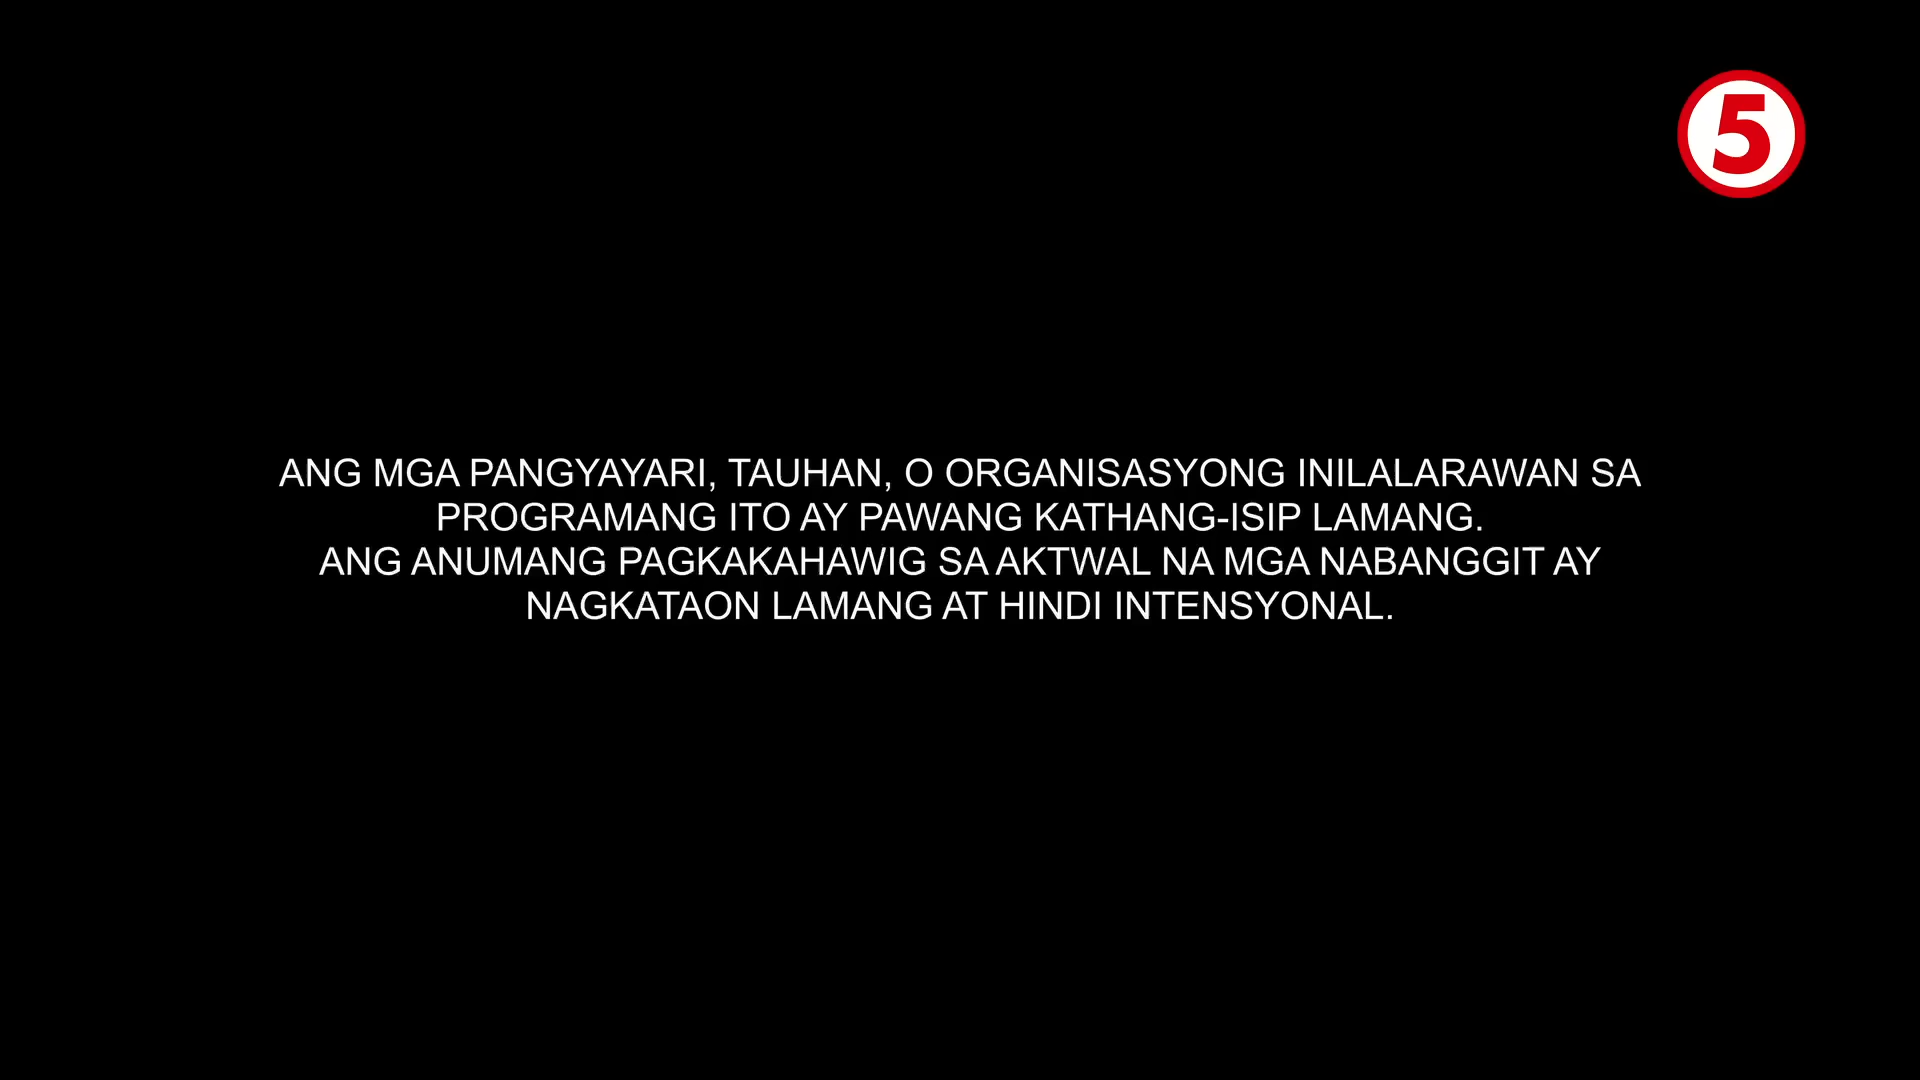 5
ANG MGA PANGYAYARI, TAUHAN, O ORGANISASYONG INILALARAWAN SA
PROGRAMANG ITO AY PAWANG KATHANG-ISIP LAMANG.
ANG ANUMANG PAGKAKAHAWIG SA AKTWAL NA MGA NABANGGIT AY
NAGKATAON LAMANG AT HINDI INTENSYONAL.